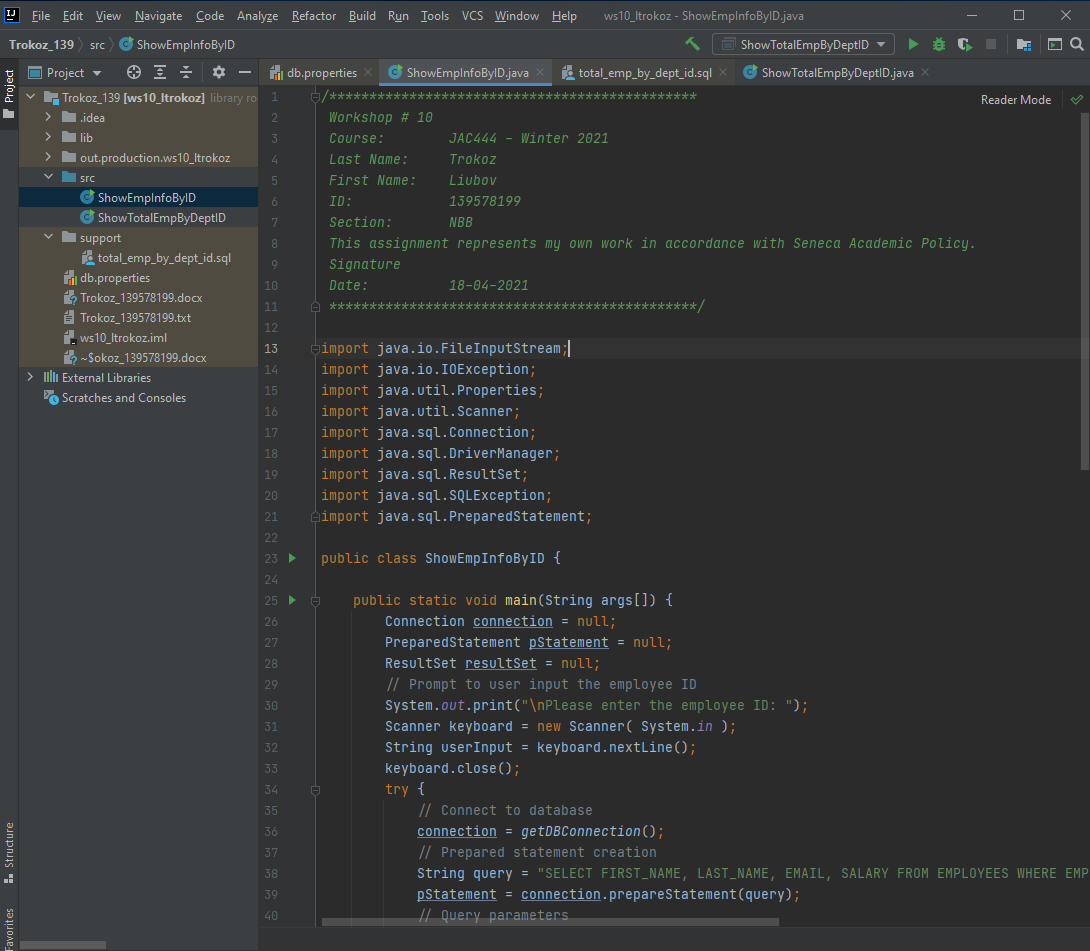 File Edit View Navigate Code Analyze Refactor Build Run Tools VCS Window Help ws10_ltrokoz - ShowEmpInfoByID.java
Trokoz_139 src ShowEmpInfoByID ShowTotalEmpByDeptID
Project db.properties ShowEmpInfoByID.java total_emp_by_dept_id.sql ShowTotalEmpByDeptID.java
Project
Structure
Favorites
Trokoz_139 [ws10_ltrokoz] library ro
.idea
lib
out.production.ws10_ltrokoz
src
ShowEmpInfoByID
ShowTotalEmpByDeptID
support
total_emp_by_dept_id.sql
db.properties
Trokoz_139578199.docx
Trokoz_139578199.txt
ws10_ltrokoz.iml
~$okoz_139578199.docx
External Libraries
Scratches and Consoles
Reader Mode
1 /**********************************************
2 Workshop # 10
3 Course: JAC444 - Winter 2021
4 Last Name: Trokoz
5 First Name: Liubov
6 ID: 139578199
7 Section: NBB
8 This assignment represents my own work in accordance with Seneca Academic Policy.
9 Signature
10 Date: 18-04-2021
11 **********************************************/
12
13 import java.io.FileInputStream;
14 import java.io.IOException;
15 import java.util.Properties;
16 import java.util.Scanner;
17 import java.sql.Connection;
18 import java.sql.DriverManager;
19 import java.sql.ResultSet;
20 import java.sql.SQLException;
21 import java.sql.PreparedStatement;
22
23 public class ShowEmpInfoByID {
24
25 public static void main(String args[]) {
26 Connection connection = null;
27 PreparedStatement pStatement = null;
28 ResultSet resultSet = null;
29 // Prompt to user input the employee ID
30 System.out.print("\nPlease enter the employee ID: ");
31 Scanner keyboard = new Scanner( System.in );
32 String userInput = keyboard.nextLine();
33 keyboard.close();
34 try {
35 // Connect to database
36 connection = getDBConnection();
37 // Prepared statement creation
38 String query = "SELECT FIRST_NAME, LAST_NAME, EMAIL, SALARY FROM EMPLOYEES WHERE EMP
39 pStatement = connection.prepareStatement(query);
40 // Query parameters